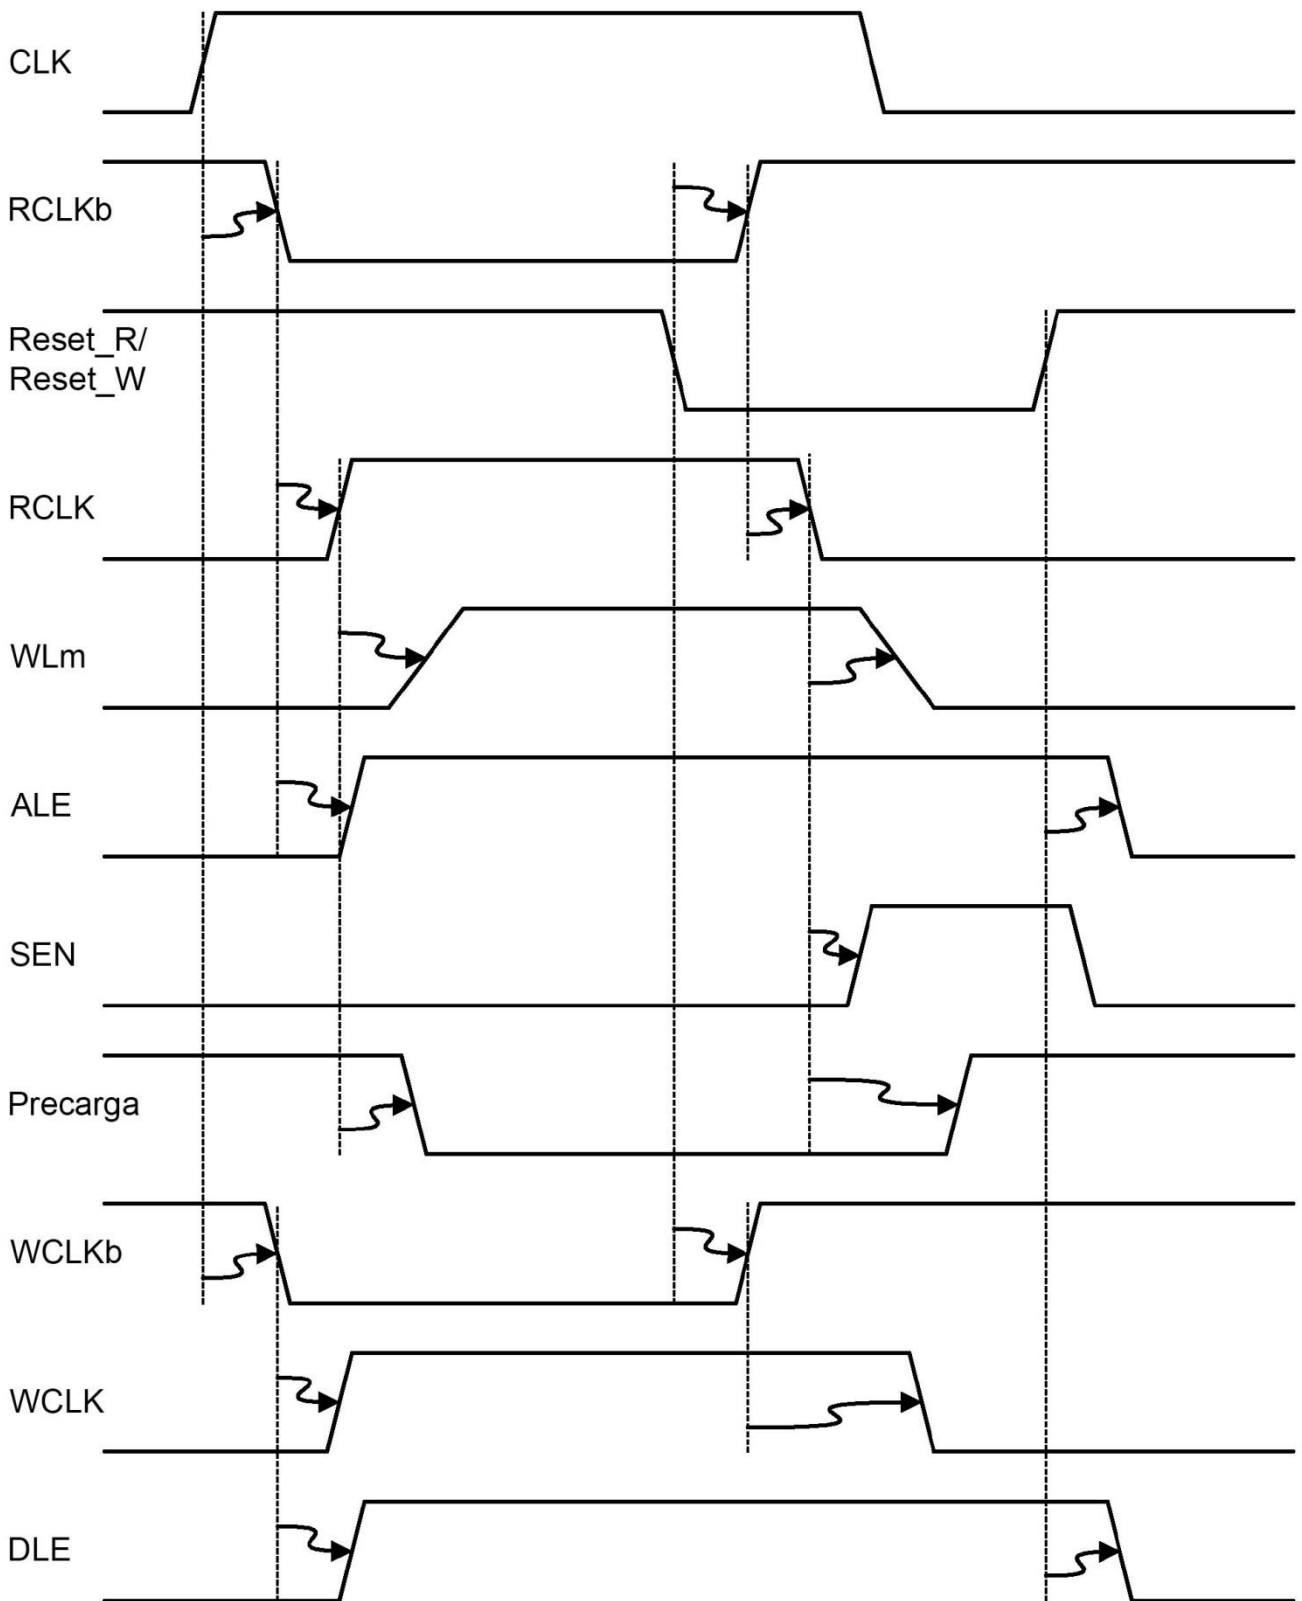 CLK
RCLKb
Reset_R/
Reset_W
RCLK
WLm
ALE
SEN
Precarga
WCLKb
WCLK
DLE